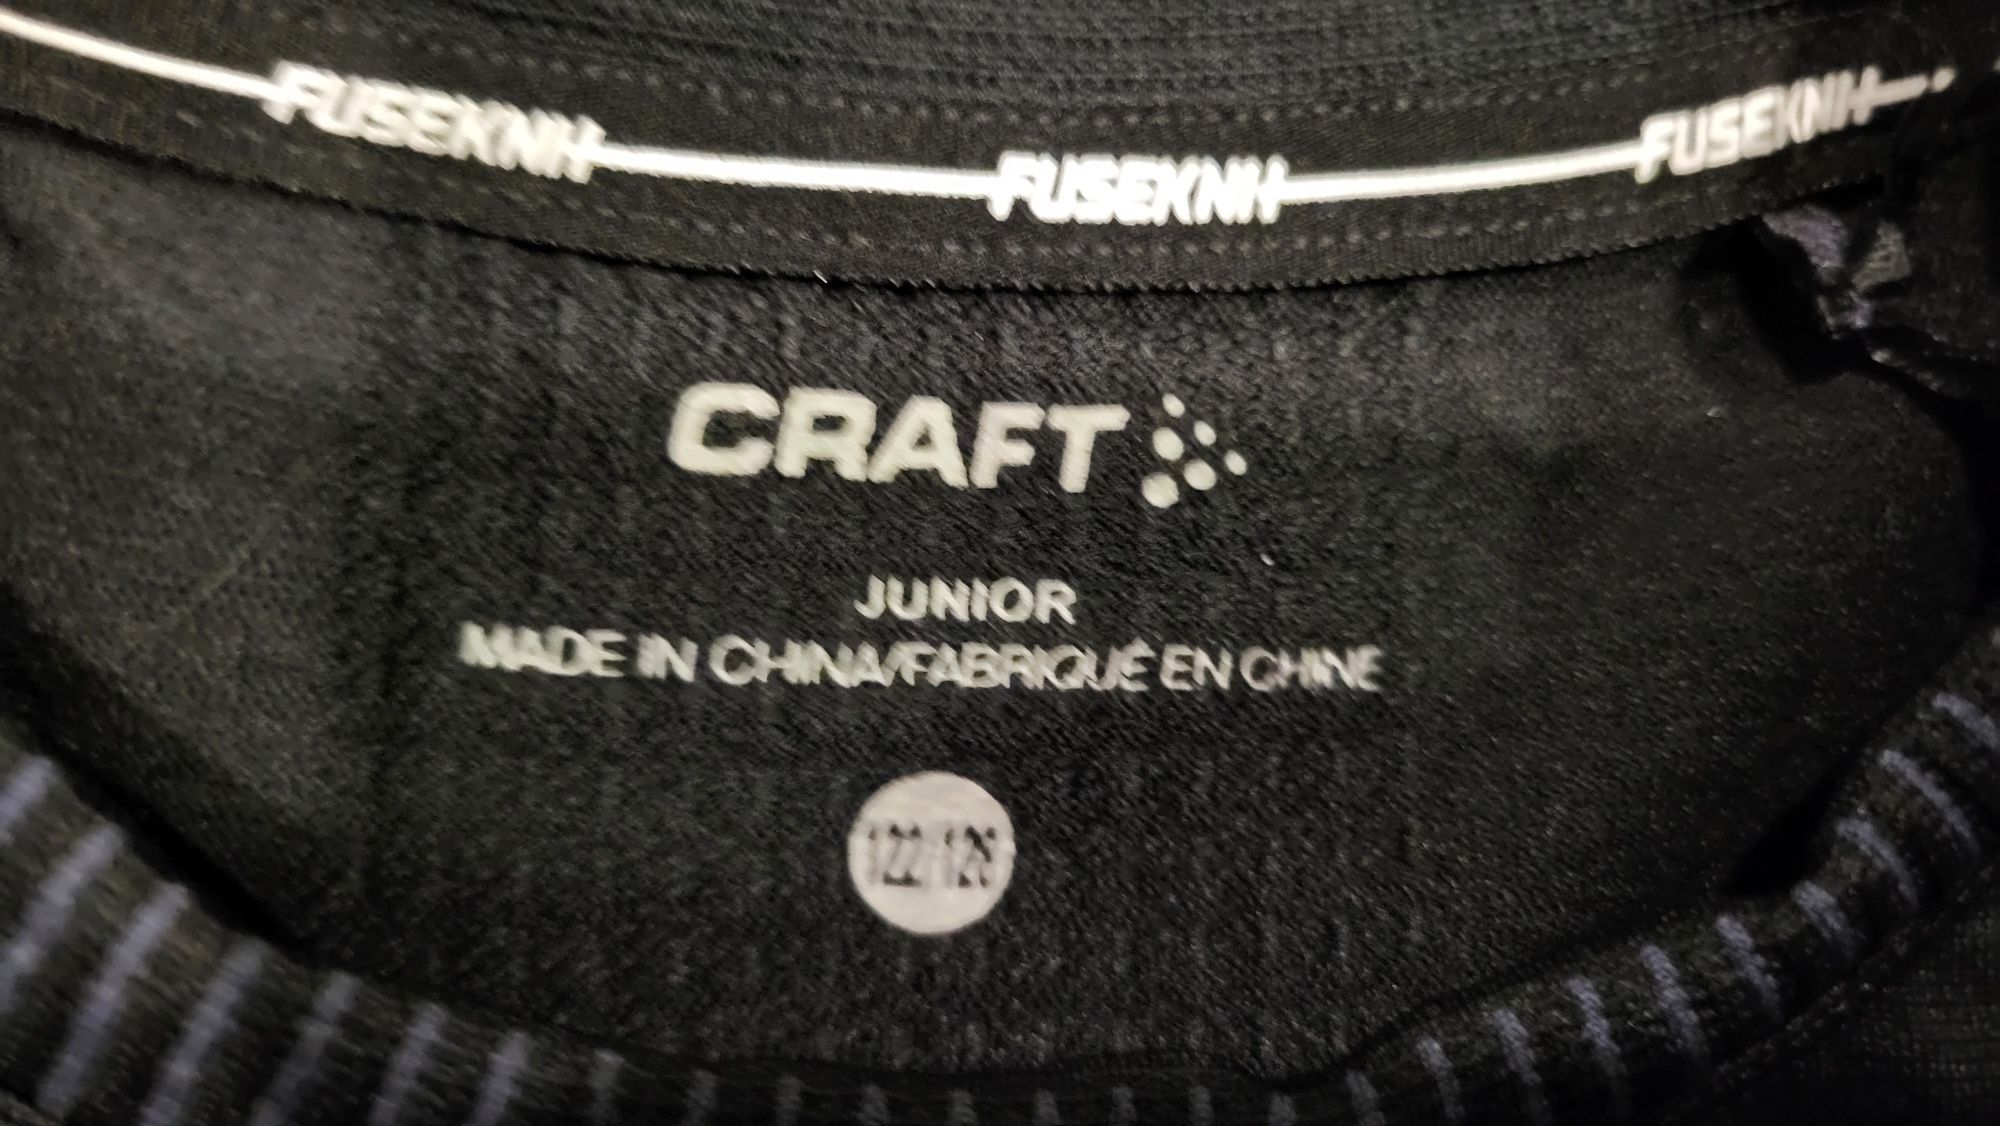 FUSEKNIT FUSEKNIT FUSEKNIT
CRAFT
JUNIOR
MADE IN CHINA/FABRIQUÉ EN CHINE
122/128